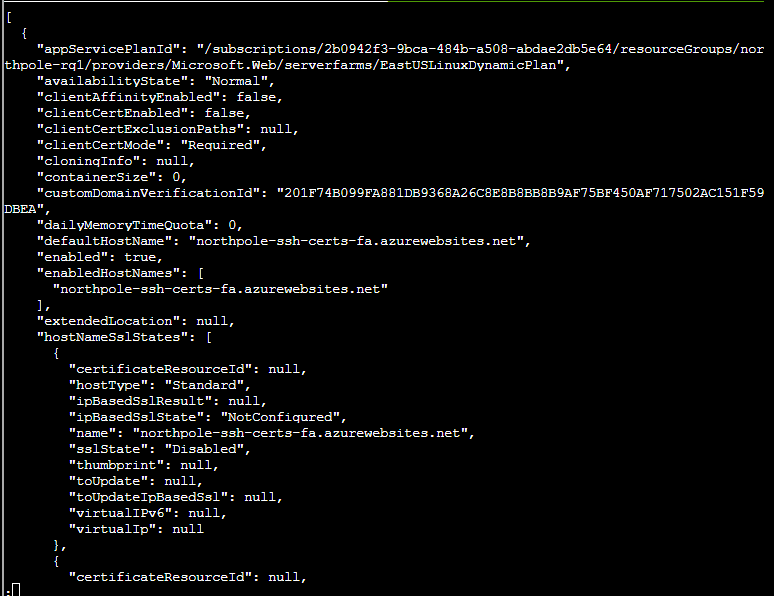 [
  {
    "appServicePlanId": "/subscriptions/2b0942f3-9bca-484b-a508-abdae2db5e64/resourceGroups/nor
thpole-rg1/providers/Microsoft.Web/serverfarms/EastUSLinuxDynamicPlan",
    "availabilityState": "Normal",
    "clientAffinityEnabled": false,
    "clientCertEnabled": false,
    "clientCertExclusionPaths": null,
    "clientCertMode": "Required",
    "cloningInfo": null,
    "containerSize": 0,
    "customDomainVerificationId": "201F74B099FA881DB9368A26C8E8B8BB8B9AF75BF450AF717502AC151F59
DBEA",
    "dailyMemoryTimeQuota": 0,
    "defaultHostName": "northpole-ssh-certs-fa.azurewebsites.net",
    "enabled": true,
    "enabledHostNames": [
      "northpole-ssh-certs-fa.azurewebsites.net"
    ],
    "extendedLocation": null,
    "hostNameSslStates": [
      {
        "certificateResourceId": null,
        "hostType": "Standard",
        "ipBasedSslResult": null,
        "ipBasedSslState": "NotConfigured",
        "name": "northpole-ssh-certs-fa.azurewebsites.net",
        "sslState": "Disabled",
        "thumbprint": null,
        "toUpdate": null,
        "toUpdateIpBasedSsl": null,
        "virtualIPv6": null,
        "virtualIp": null
      },
      {
        "certificateResourceId": null,
: